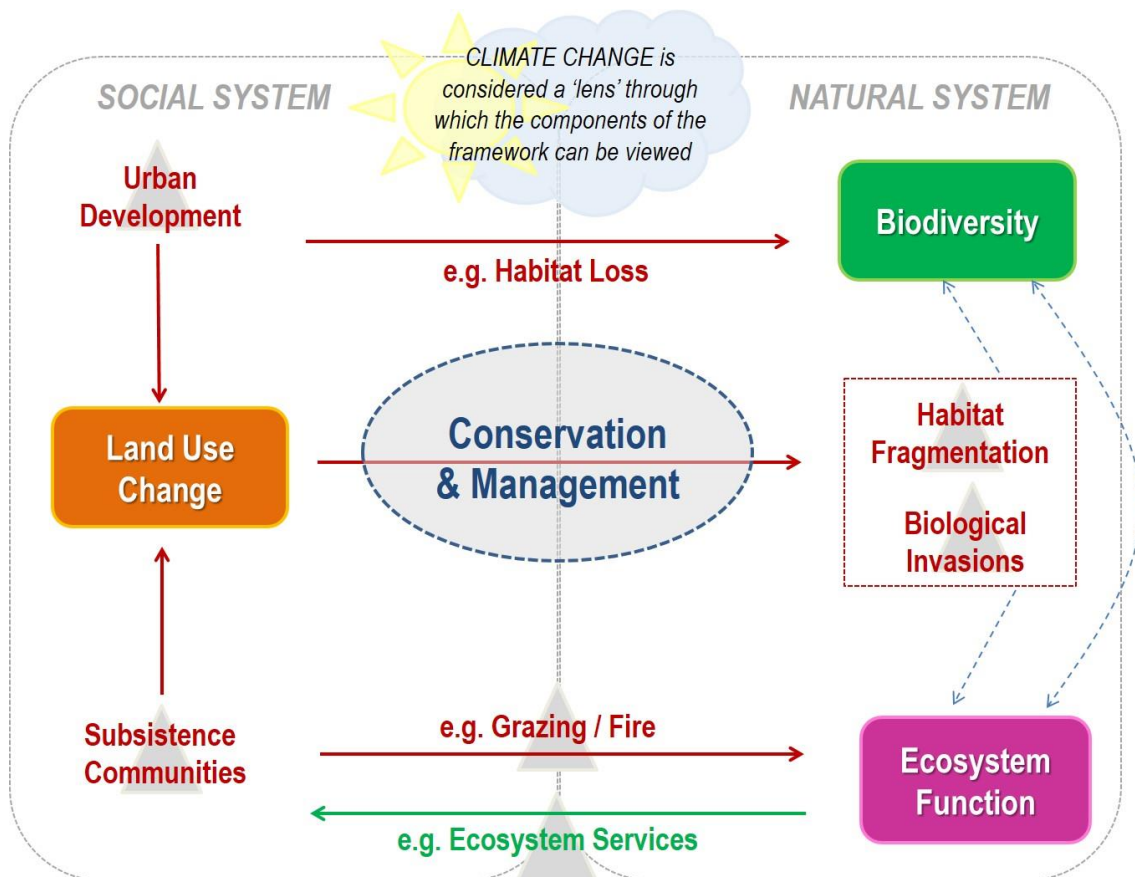 CLIMATE CHANGE is
considered a ‘lens’ through
which the components of the
framework can be viewed
SOCIAL SYSTEM
NATURAL SYSTEM
Urban
Development
Biodiversity
e.g. Habitat Loss
Land Use
Change
Conservation
& Management
Habitat
Fragmentation
Biological
Invasions
Subsistence
Communities
e.g. Grazing / Fire
Ecosystem
Function
e.g. Ecosystem Services